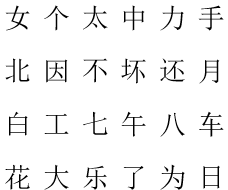 女 个 太 中 力 手
北 因 不 坏 还 月
白 工 七 午 八 车
花 大 乐 了 为 日